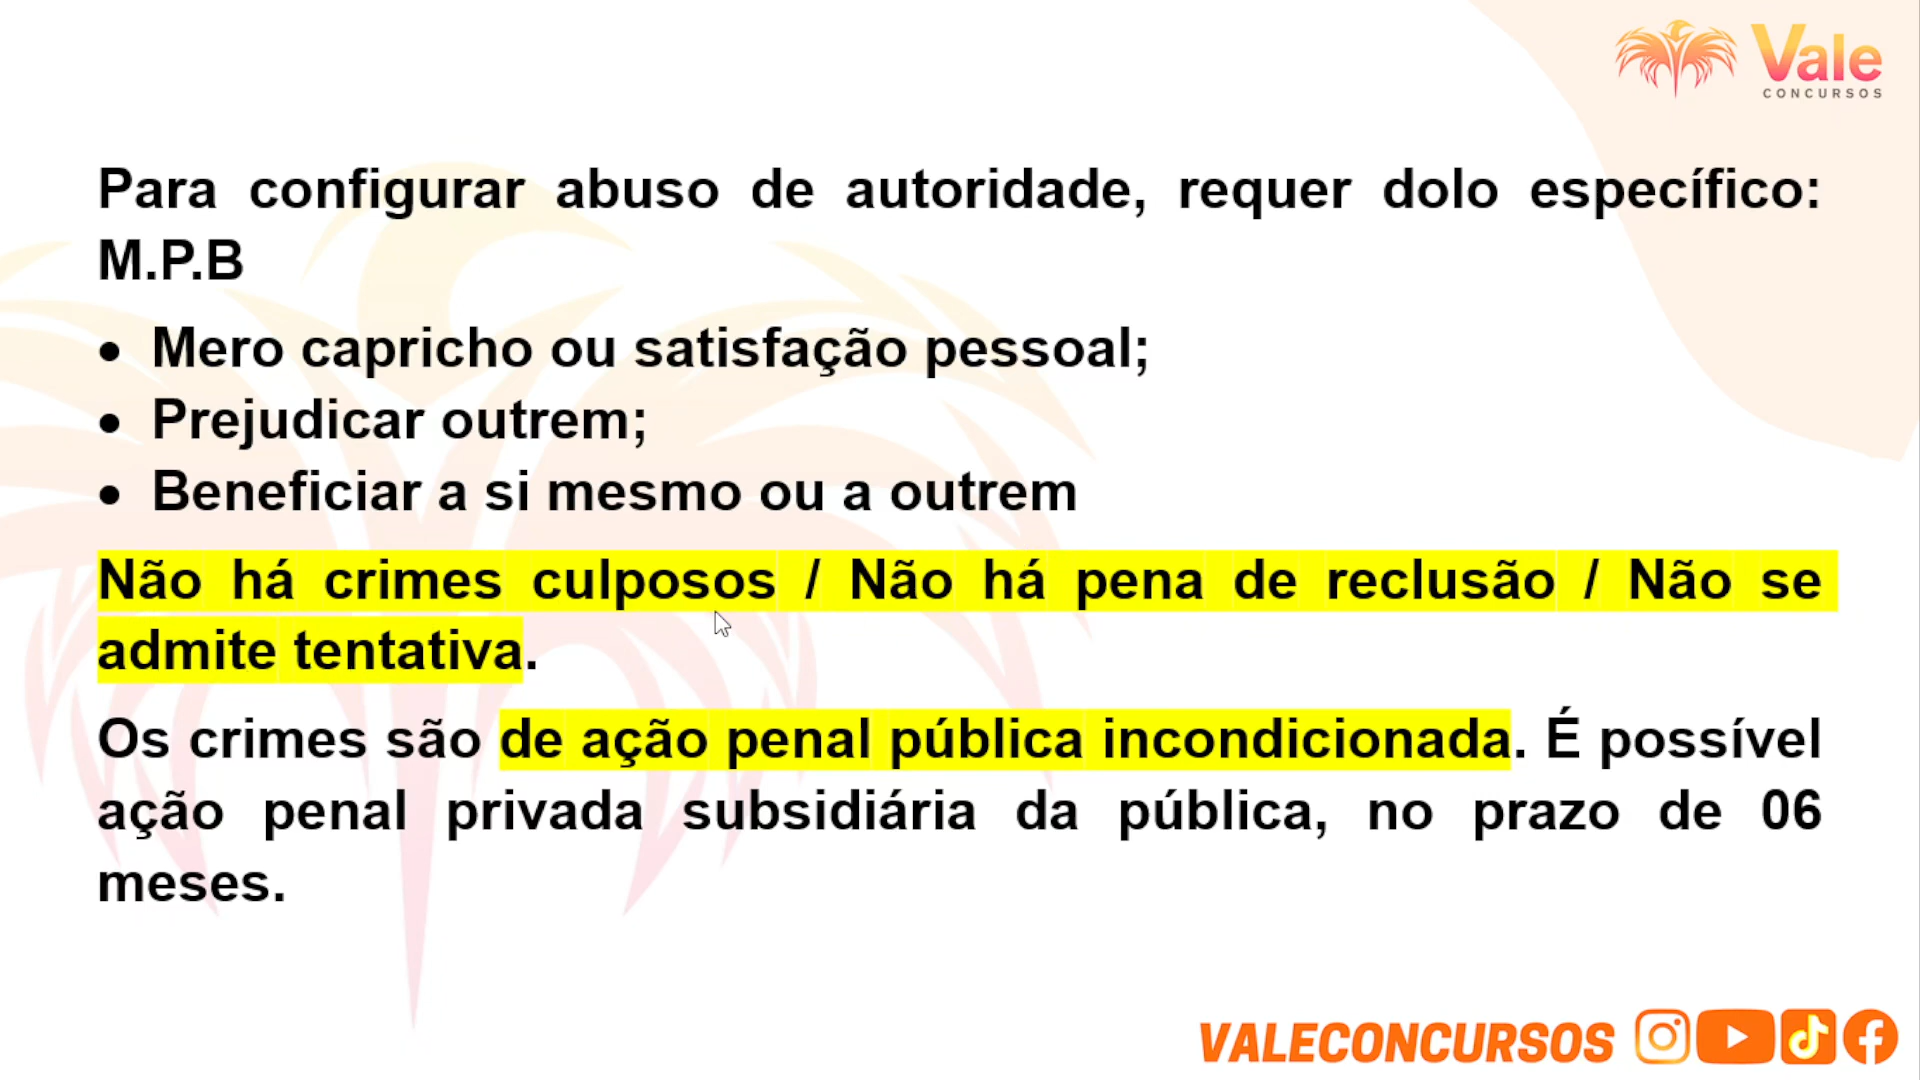 Vale
CONCURSOS
Para configurar abuso de autoridade, requer dolo específico:
M.P.B
• Mero capricho ou satisfação pessoal;
• Prejudicar outrem;
• Beneficiar a si mesmo ou a outrem
Não há crimes culposos / Não há pena de reclusão / Não se
admite tentativa.
Os crimes são de ação penal pública incondicionada. É possível
ação penal privada subsidiária da pública, no prazo de 06
meses.
VALECONCURSOS